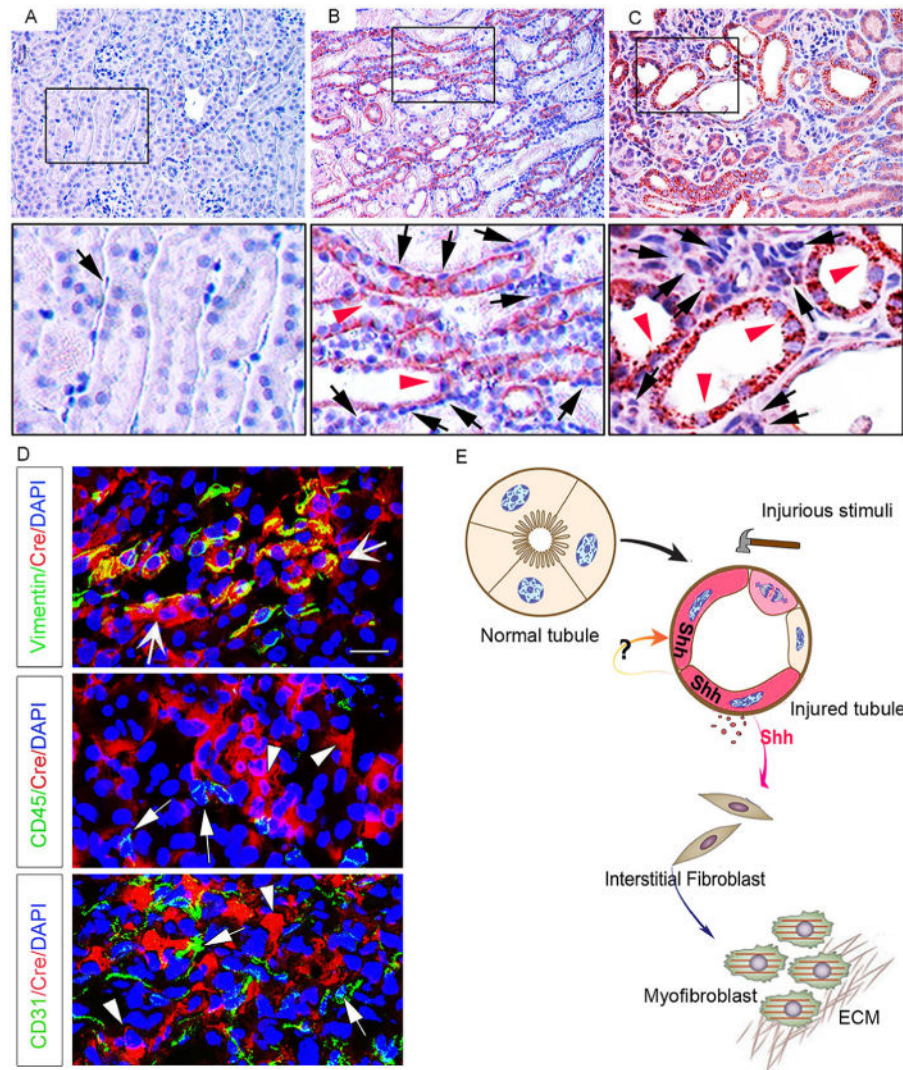 A
B
C
D
Vimentin/Cre/DAPI
CD45/Cre/DAPI
CD31/Cre/DAPI
E
Injurious stimuli
Normal tubule
Shh
?
Shh
Injured tubule
Shh
Interstitial Fibroblast
Myofibroblast
ECM